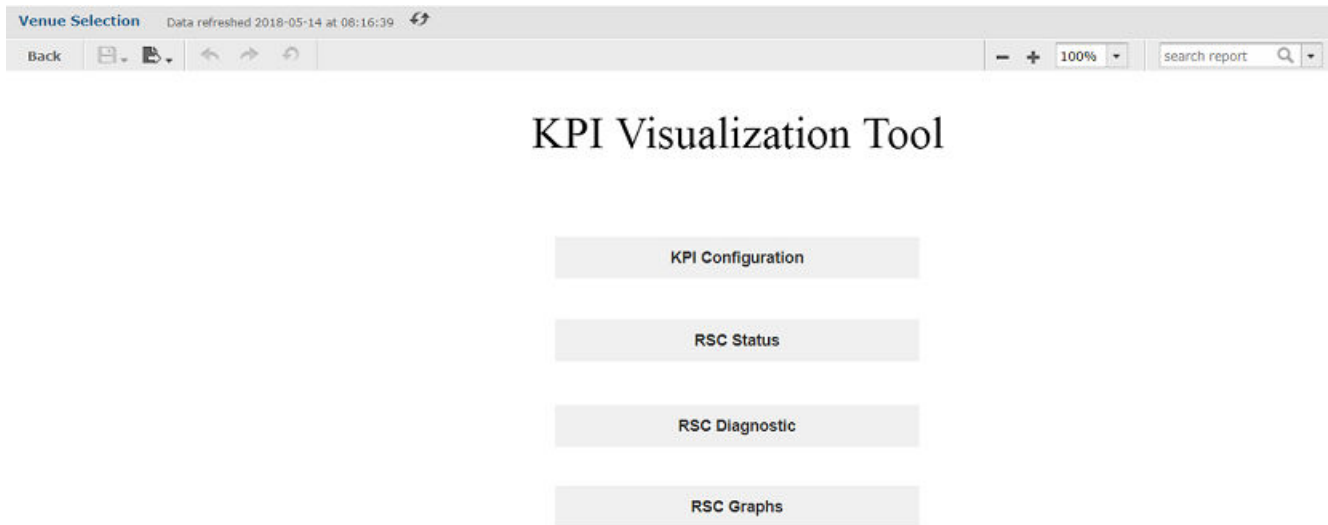 Venue Selection Data refreshed 2018-05-14 at 08:16:39
Back 100% search report
KPI Visualization Tool
KPI Configuration
RSC Status
RSC Diagnostic
RSC Graphs